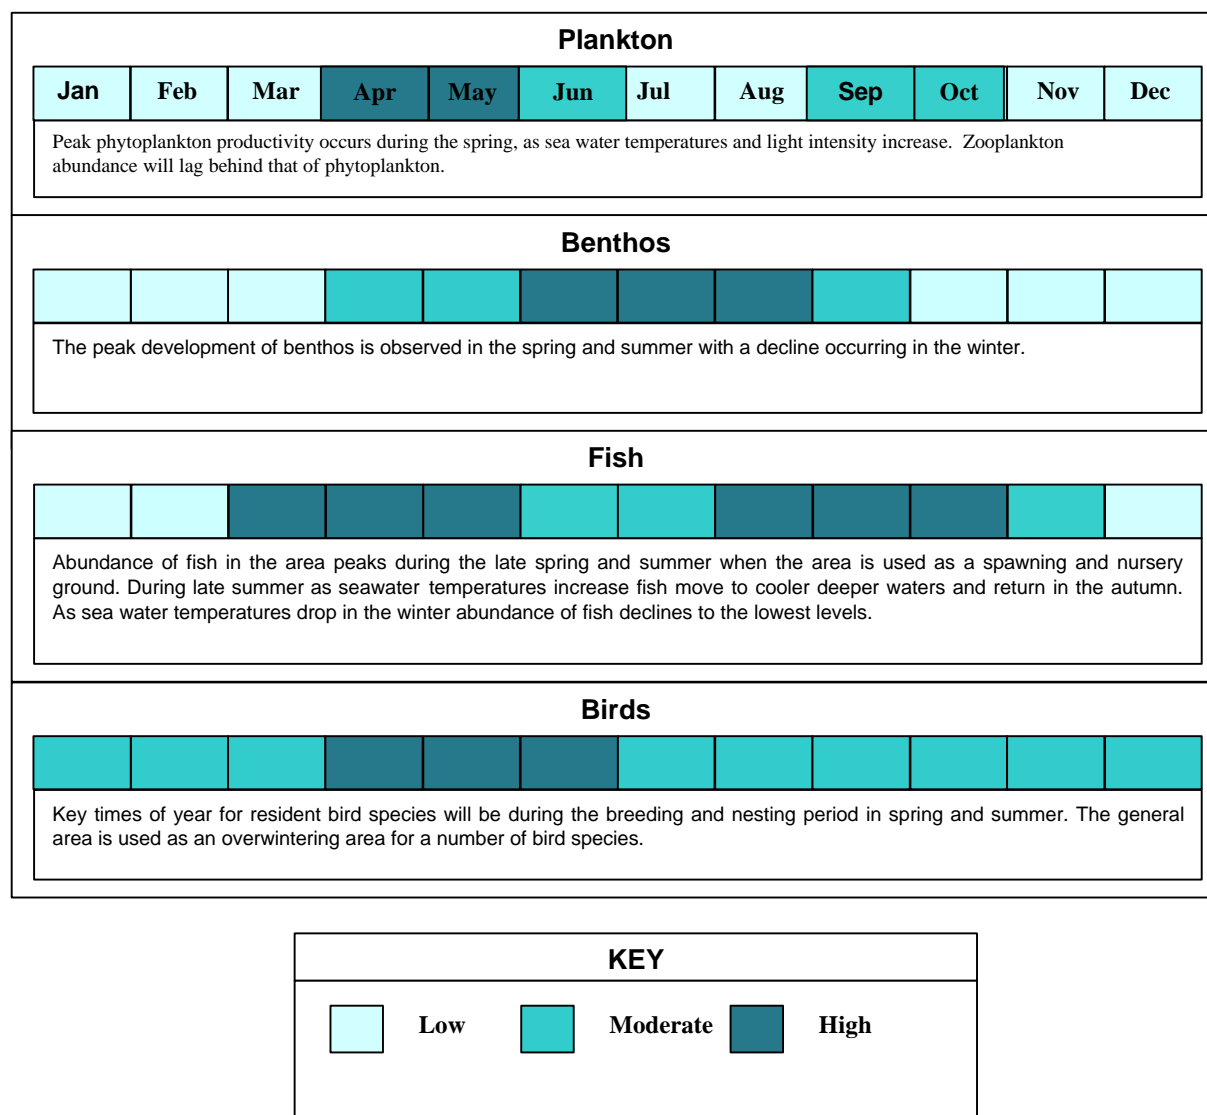 Plankton
Jan Feb Mar Apr May Jun Jul Aug Sep Oct Nov Dec
Peak phytoplankton productivity occurs during the spring, as sea water temperatures and light intensity increase. Zooplankton
abundance will lag behind that of phytoplankton.
Benthos
The peak development of benthos is observed in the spring and summer with a decline occurring in the winter.
Fish
Abundance of fish in the area peaks during the late spring and summer when the area is used as a spawning and nursery
ground. During late summer as seawater temperatures increase fish move to cooler deeper waters and return in the autumn.
As sea water temperatures drop in the winter abundance of fish declines to the lowest levels.
Birds
Key times of year for resident bird species will be during the breeding and nesting period in spring and summer. The general
area is used as an overwintering area for a number of bird species.
KEY
Low Moderate High